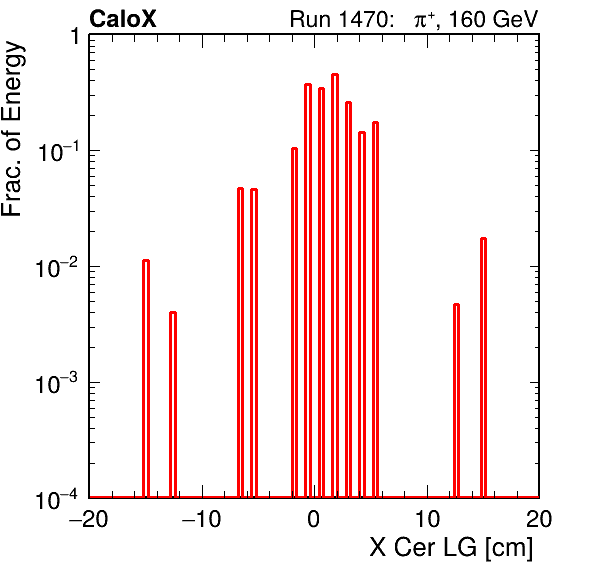 CaloX Run 1470: π⁺, 160 GeV
Frac. of Energy
1
10⁻¹
10⁻²
10⁻³
10⁻⁴
−20 −10 0 10 20
X Cer LG [cm]